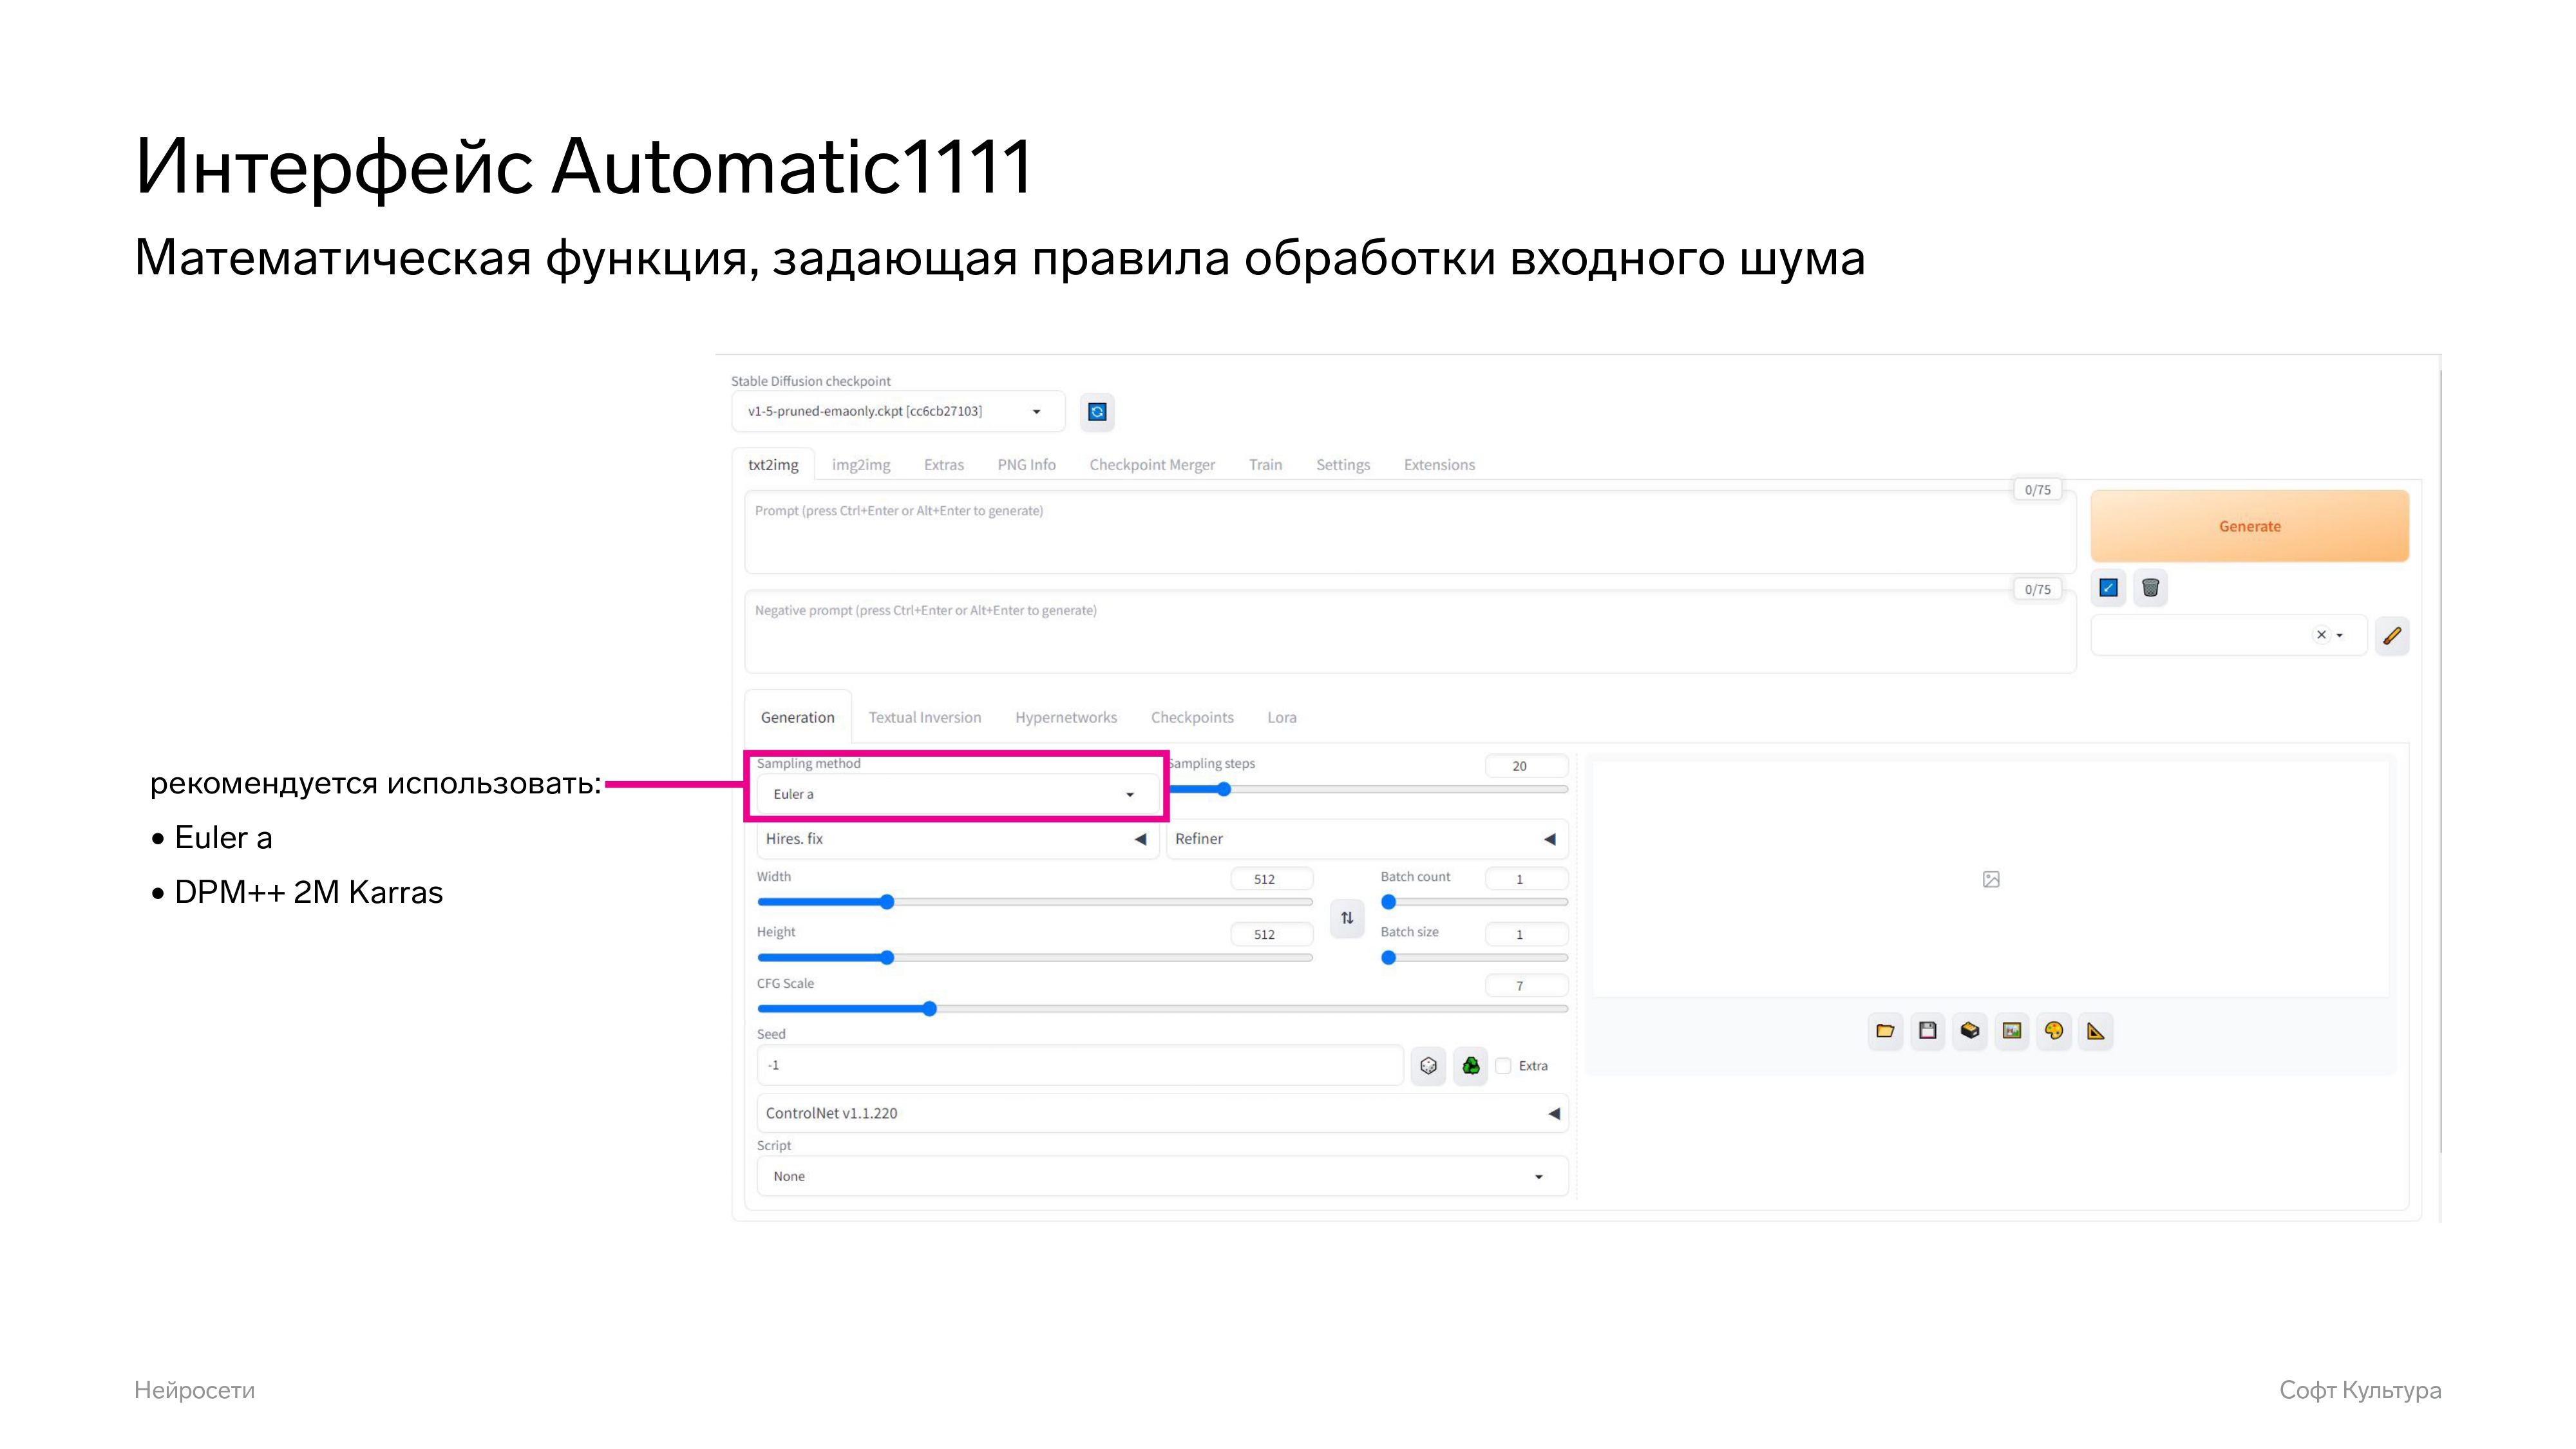 Интерфейс Automatic1111
Математическая функция, задающая правила обработки входного шума
Stable Diffusion checkpoint
v1-5-pruned-emaonly.ckpt [cc6cb27103]
txt2img img2img Extras PNG Info Checkpoint Merger Train Settings Extensions
0/75
Prompt (press Ctrl+Enter or Alt+Enter to generate)
Generate
0/75
Negative prompt (press Ctrl+Enter or Alt+Enter to generate)
Generation Textual Inversion Hypernetworks Checkpoints Lora
рекомендуется использовать:
• Euler a
• DPM++ 2M Karras
Sampling method
Euler a
Sampling steps 20
Hires. fix
Refiner
Width 512
Batch count 1
Height 512
Batch size 1
CFG Scale 7
Seed
-1
Extra
ControlNet v1.1.220
Script
None
Нейросети
Софт Культура